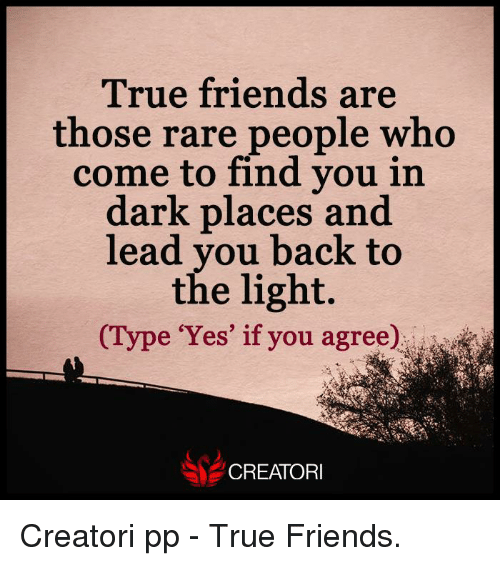 True friends are
those rare people who
come to find you in
dark places and
lead you back to
the light.
(Type ‘Yes’ if you agree)
CREATORI
Creatori pp - True Friends.